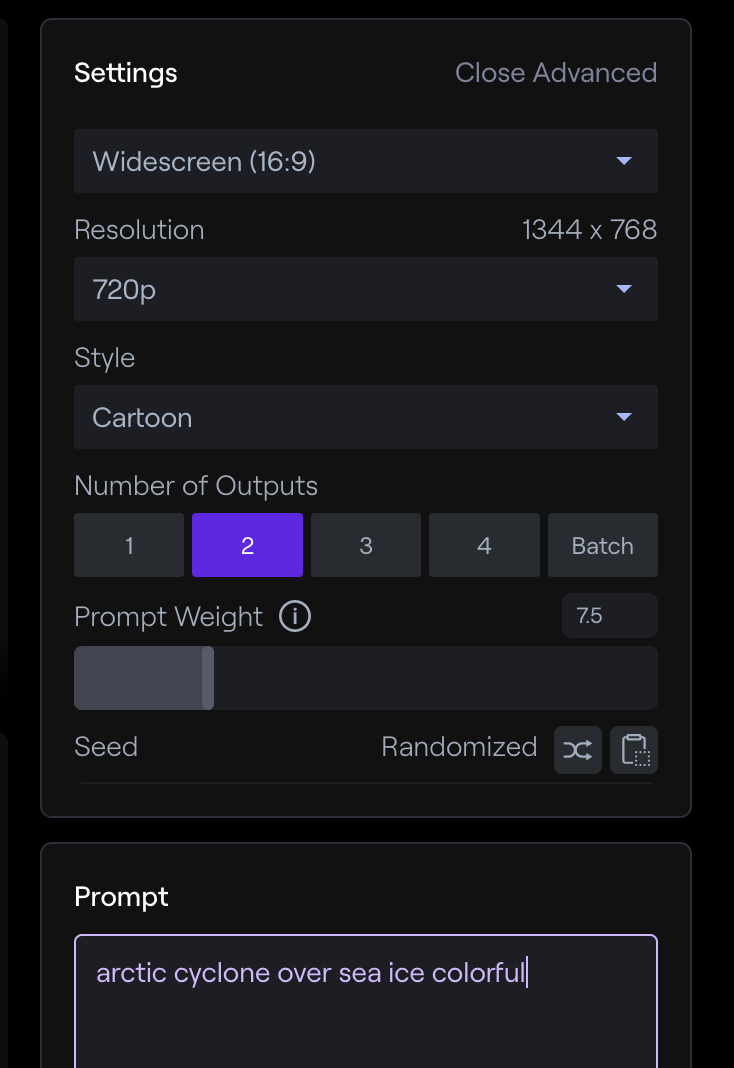 Settings Close Advanced
Widescreen (16:9)
Resolution 1344 x 768
720p
Style
Cartoon
Number of Outputs
1 2 3 4 Batch
Prompt Weight i 7.5
Seed Randomized
Prompt
arctic cyclone over sea ice colorful